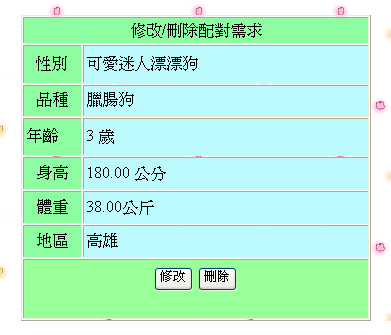 修改/刪除配對需求
性別 可愛迷人漂漂狗
品種 臘腸狗
年齡 3 歲
身高 180.00 公分
體重 38.00公斤
地區 高雄
修改 刪除